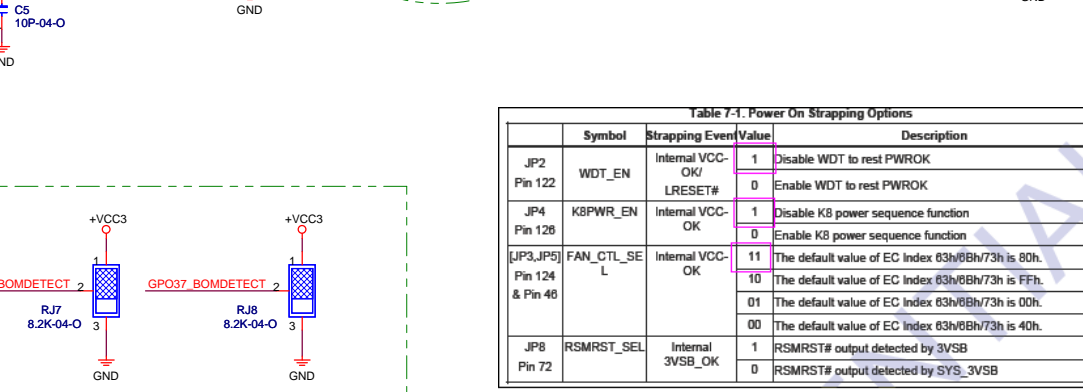 C5
10P-04-O
GND
Table 7-1. Power On Strapping Options
Symbol Strapping Event Value Description
JP2
Pin 122
WDT_EN
Internal VCC-
OK/
LRESET#
1 Disable WDT to rest PWROK
0 Enable WDT to rest PWROK
JP4
Pin 126
K8PWR_EN
Internal VCC-
OK
1 Disable K8 power sequence function
0 Enable K8 power sequence function
[JP3,JP5]
Pin 124
& Pin 46
FAN_CTL_SE
L
Internal VCC-
OK
11 The default value of EC Index 63h/6Bh/73h is 80h.
10 The default value of EC Index 63h/6Bh/73h is FFh.
01 The default value of EC Index 63h/6Bh/73h is 00h.
00 The default value of EC Index 63h/6Bh/73h is 40h.
JP8
Pin 72
RSMRST_SEL
Internal
3VSB_OK
1 RSMRST# output detected by 3VSB
0 RSMRST# output detected by SYS_3VSB
+VCC3
1
BOMDETECT 2
RJ7
8.2K-04-O
3
GND
+VCC3
1
GPO37_BOMDETECT 2
RJ8
8.2K-04-O
3
GND
ENTIAL